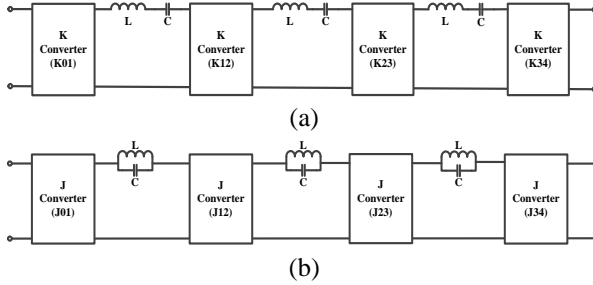 L C L C L C
K K K K
Converter Converter Converter Converter
(K01) (K12) (K23) (K34)
(a)
L L L
C C C
J J J J
Converter Converter Converter Converter
(J01) (J12) (J23) (J34)
(b)